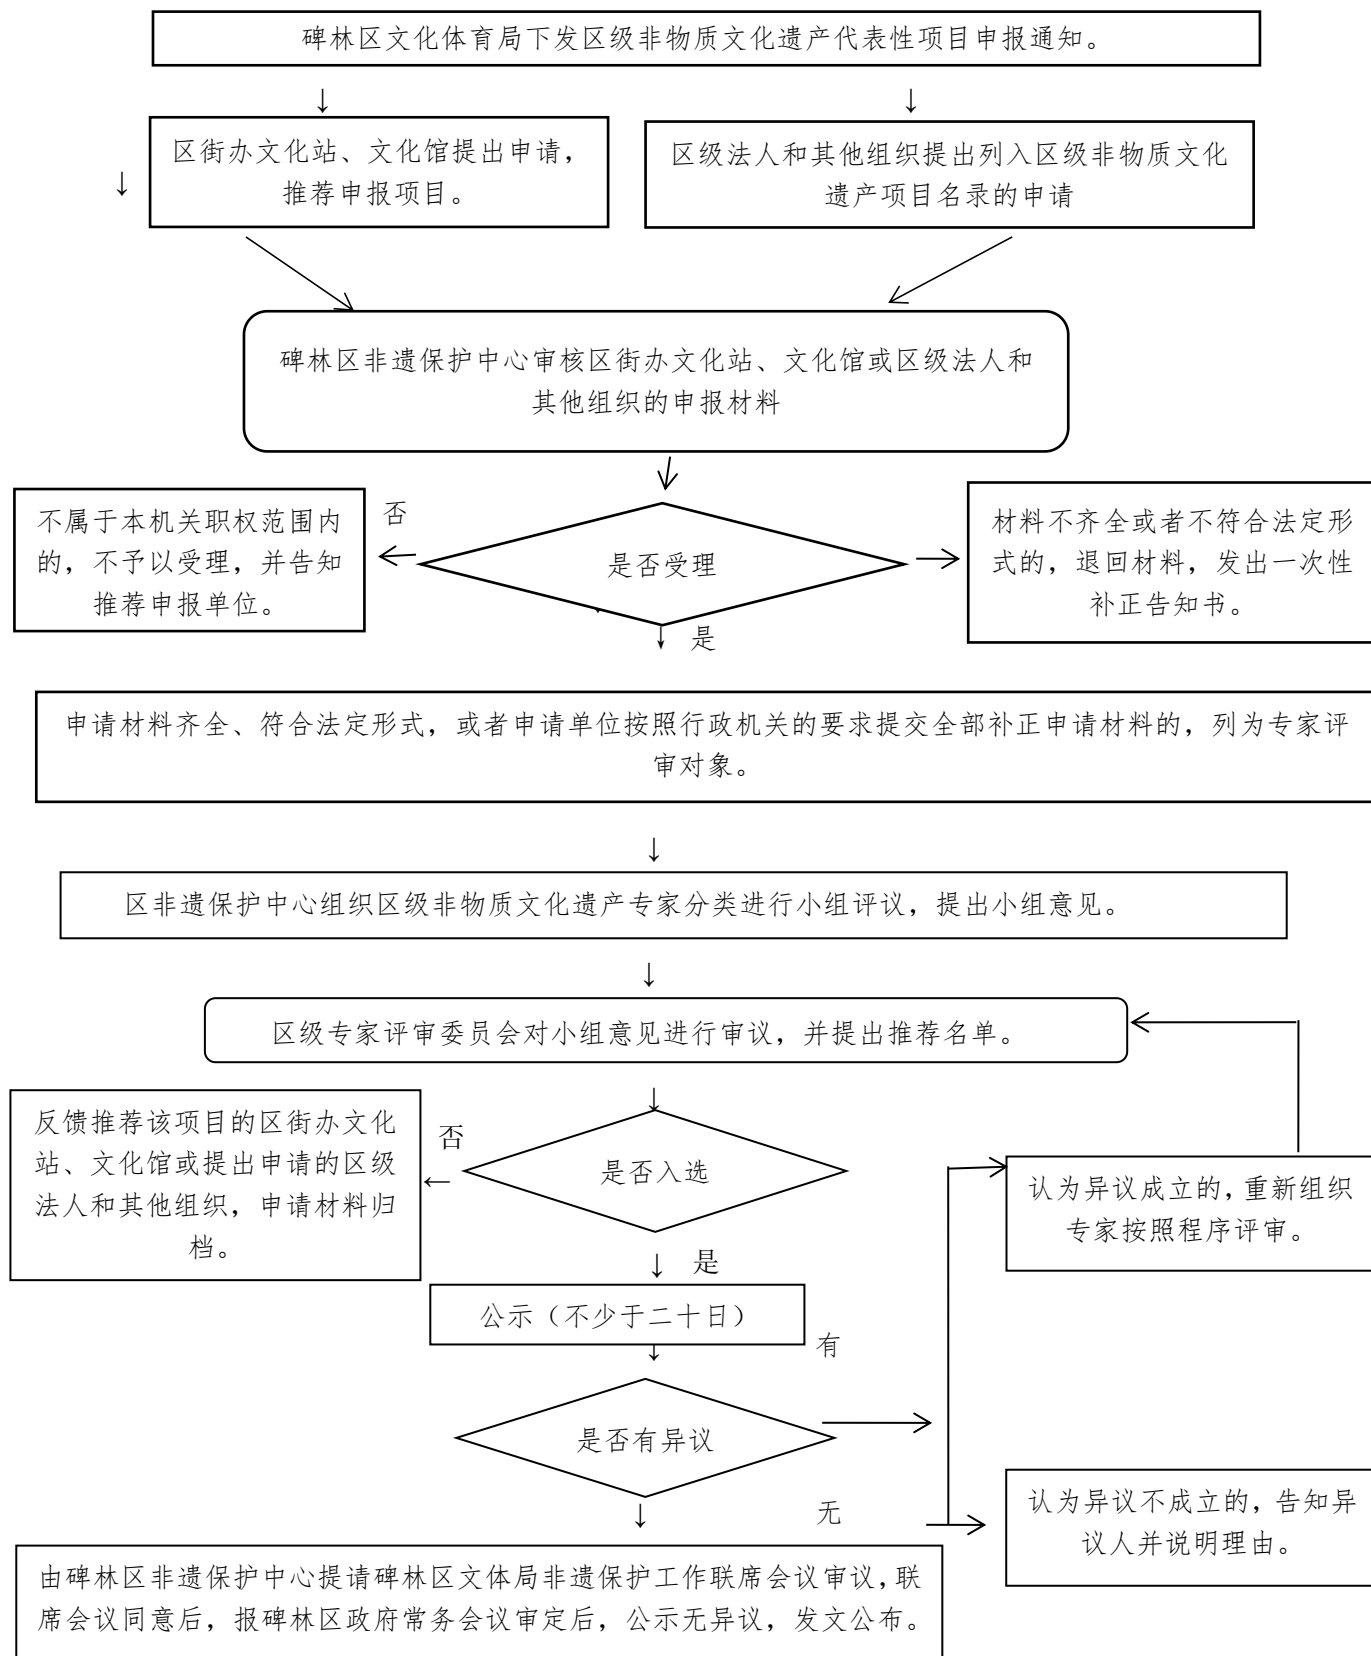 碑林区文化体育局下发区级非物质文化遗产代表性项目申报通知。
↓
↓
区街办文化站、文化馆提出申请，
推荐申报项目。
↓
区级法人和其他组织提出列入区级非物质文化
遗产项目名录的申请
碑林区非遗保护中心审核区街办文化站、文化馆或区级法人和
其他组织的申报材料
不属于本机关职权范围内
的，不予以受理，并告知
推荐申报单位。
否
是否受理
材料不齐全或者不符合法定形
式的，退回材料，发出一次性
补正告知书。
↓ 是
申请材料齐全、符合法定形式，或者申请单位按照行政机关的要求提交全部补正申请材料的，列为专家评
审对象。
↓
区非遗保护中心组织区级非物质文化遗产专家分类进行小组评议，提出小组意见。
↓
区级专家评审委员会对小组意见进行审议，并提出推荐名单。
↓
反馈推荐该项目的区街办文化
站、文化馆或提出申请的区级
法人和其他组织，申请材料归
档。
否
←
是否入选
认为异议成立的，重新组织
专家按照程序评审。
↓ 是
公示（不少于二十日）
↓
有
是否有异议
↓
无
认为异议不成立的，告知异
议人并说明理由。
由碑林区非遗保护中心提请碑林区文体局非遗保护工作联席会议审议，联
席会议同意后，报碑林区政府常务会议审定后，公示无异议，发文公布。